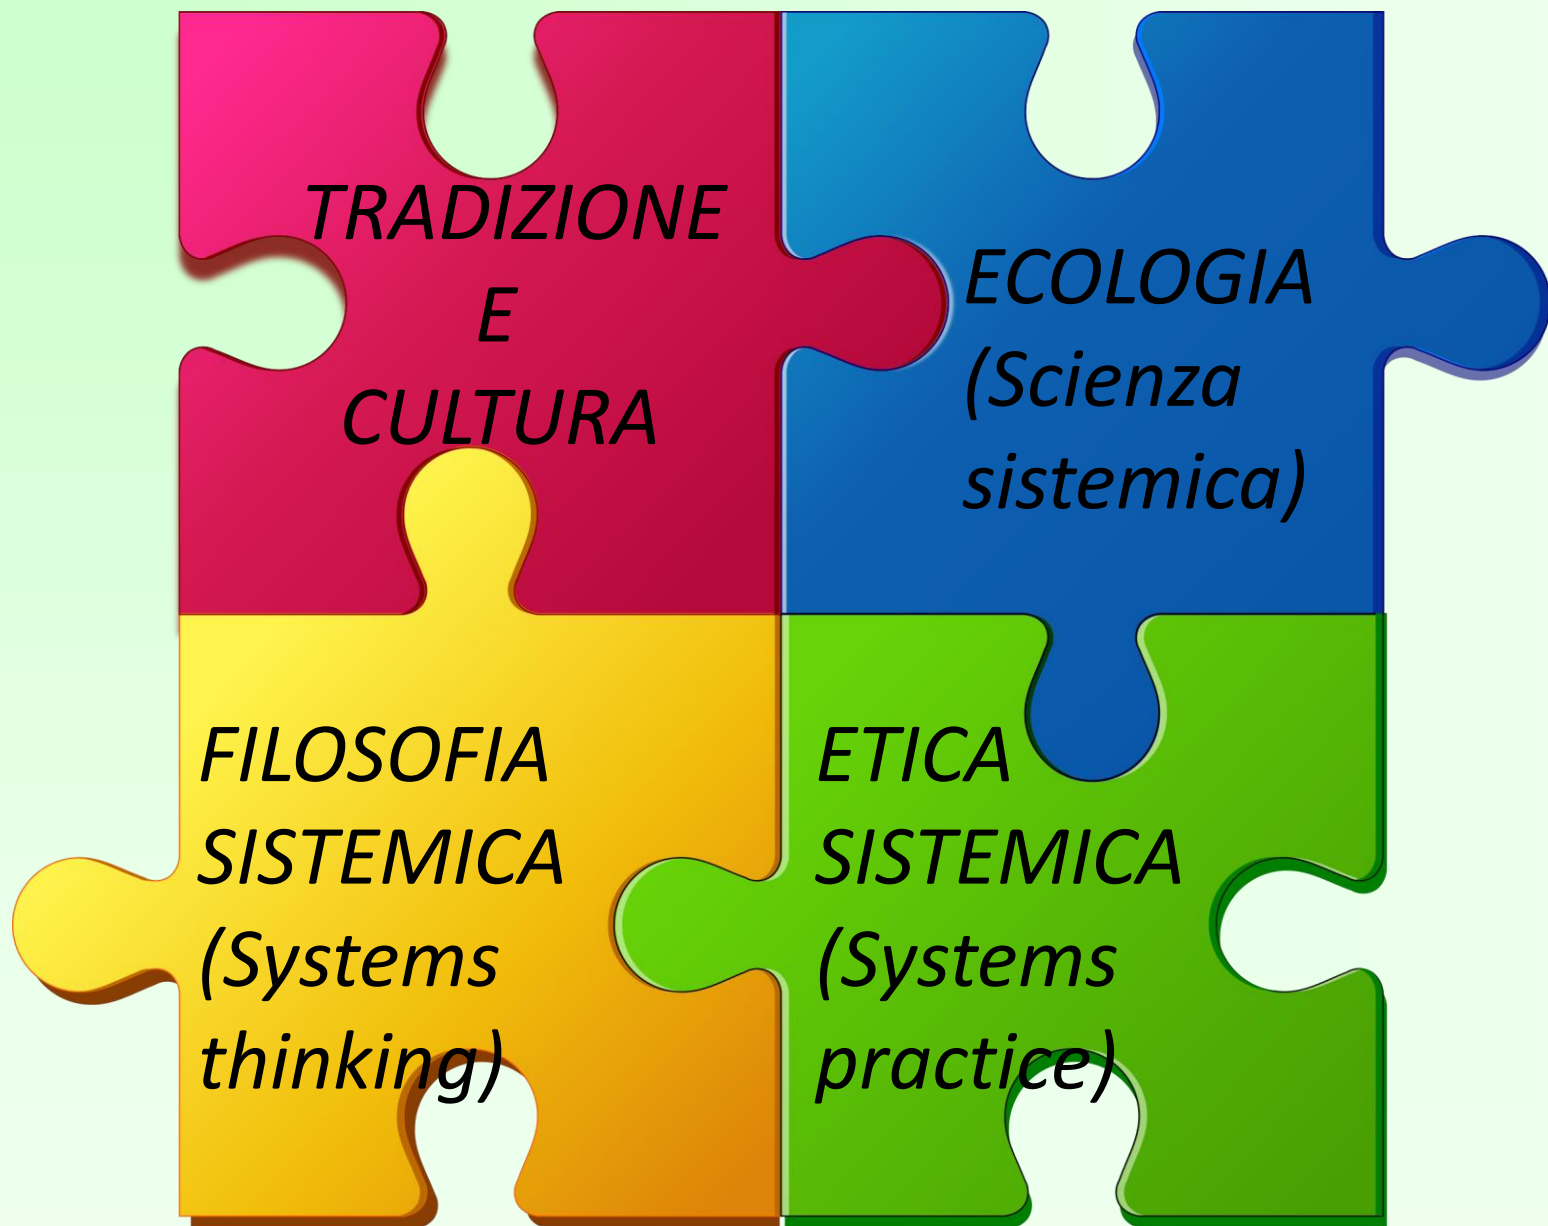 TRADIZIONE
E
CULTURA
ECOLOGIA
(Scienza
sistemica)
FILOSOFIA
SISTEMICA
(Systems
thinking)
ETICA
SISTEMICA
(Systems
practice)